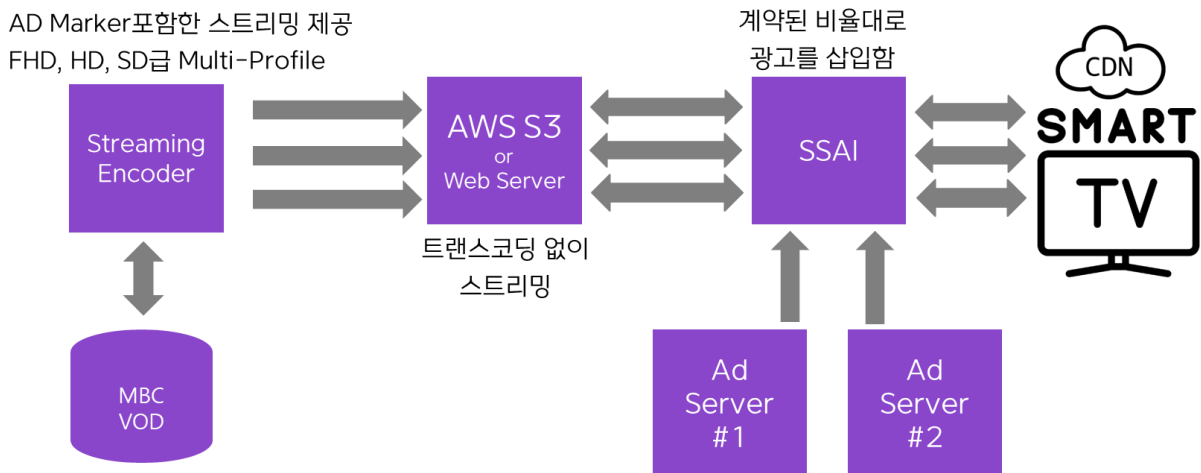 AD Marker포함한 스트리밍 제공
FHD, HD, SD급 Multi-Profile
Streaming
Encoder
MBC
VOD
AWS S3
or
Web Server
트랜스코딩 없이
스트리밍
계약된 비율대로
광고를 삽입함
SSAI
Ad
Server
#1
Ad
Server
#2
CDN
SMART
TV